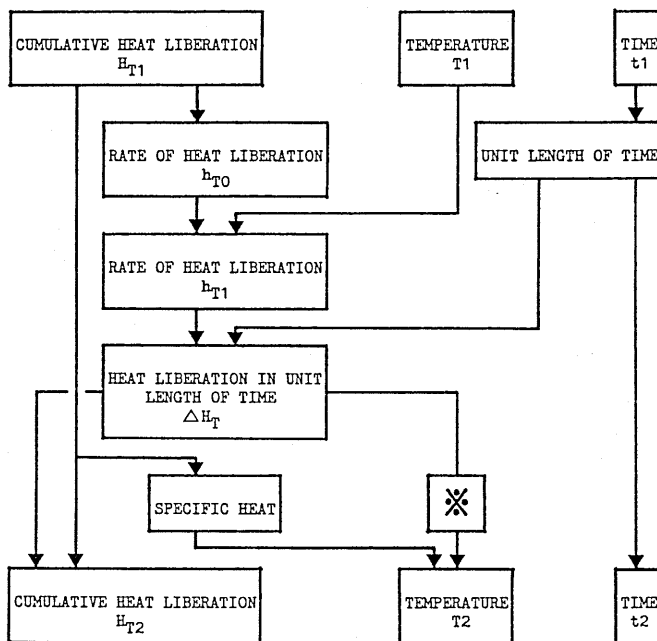 CUMULATIVE HEAT LIBERATION
H_T1
TEMPERATURE
T1
TIME
t1
RATE OF HEAT LIBERATION
h_T0
UNIT LENGTH OF TIME
RATE OF HEAT LIBERATION
h_T1
HEAT LIBERATION IN UNIT
LENGTH OF TIME
△H_T
SPECIFIC HEAT
※
CUMULATIVE HEAT LIBERATION
H_T2
TEMPERATURE
T2
TIME
t2